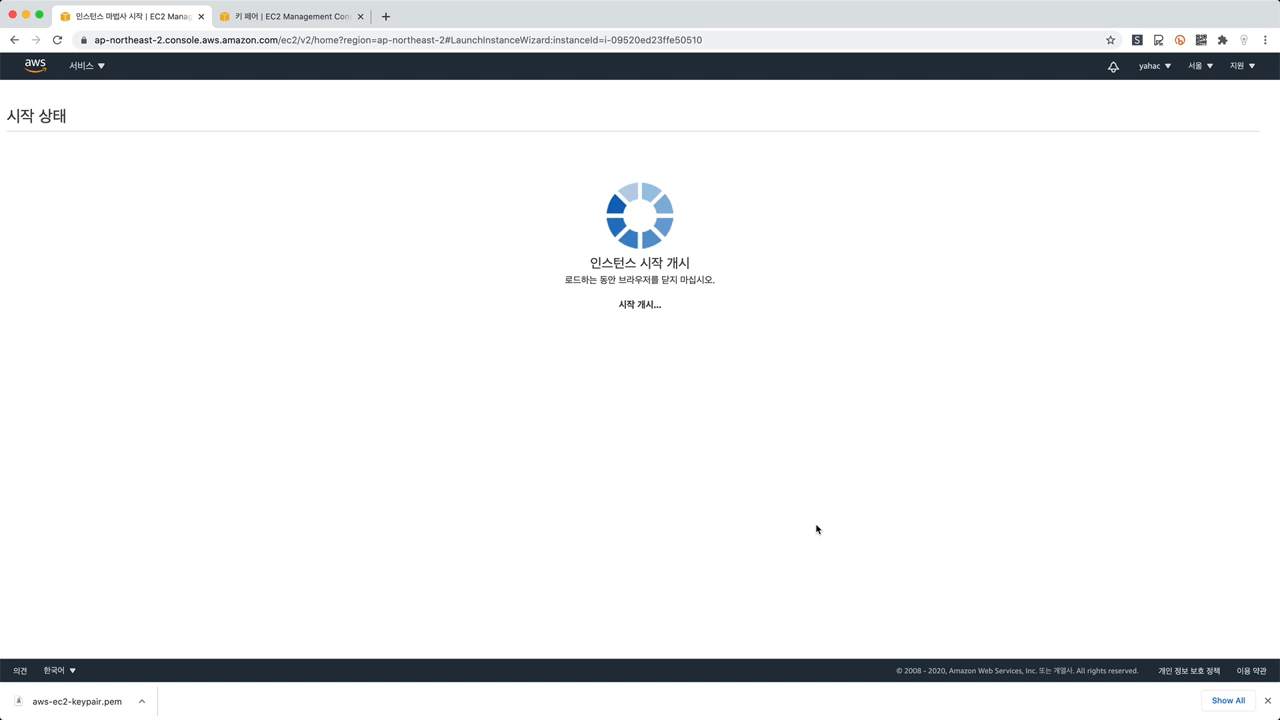 인스턴스 마법사 시작 | EC2 Manag
키 페어 | EC2 Management Con
ap-northeast-2.console.aws.amazon.com/ec2/v2/home?region=ap-northeast-2#LaunchInstanceWizard:instanceId=i-09520ed23ffe50510
aws 서비스 yahac 서울 지원
시작 상태
인스턴스 시작 개시
로드하는 동안 브라우저를 닫지 마십시오.
시작 개시...
의견 한국어 © 2008 - 2020, Amazon Web Services, Inc. 또는 계열사. All rights reserved. 개인 정보 보호 정책 이용 약관
aws-ec2-keypair.pem Show All